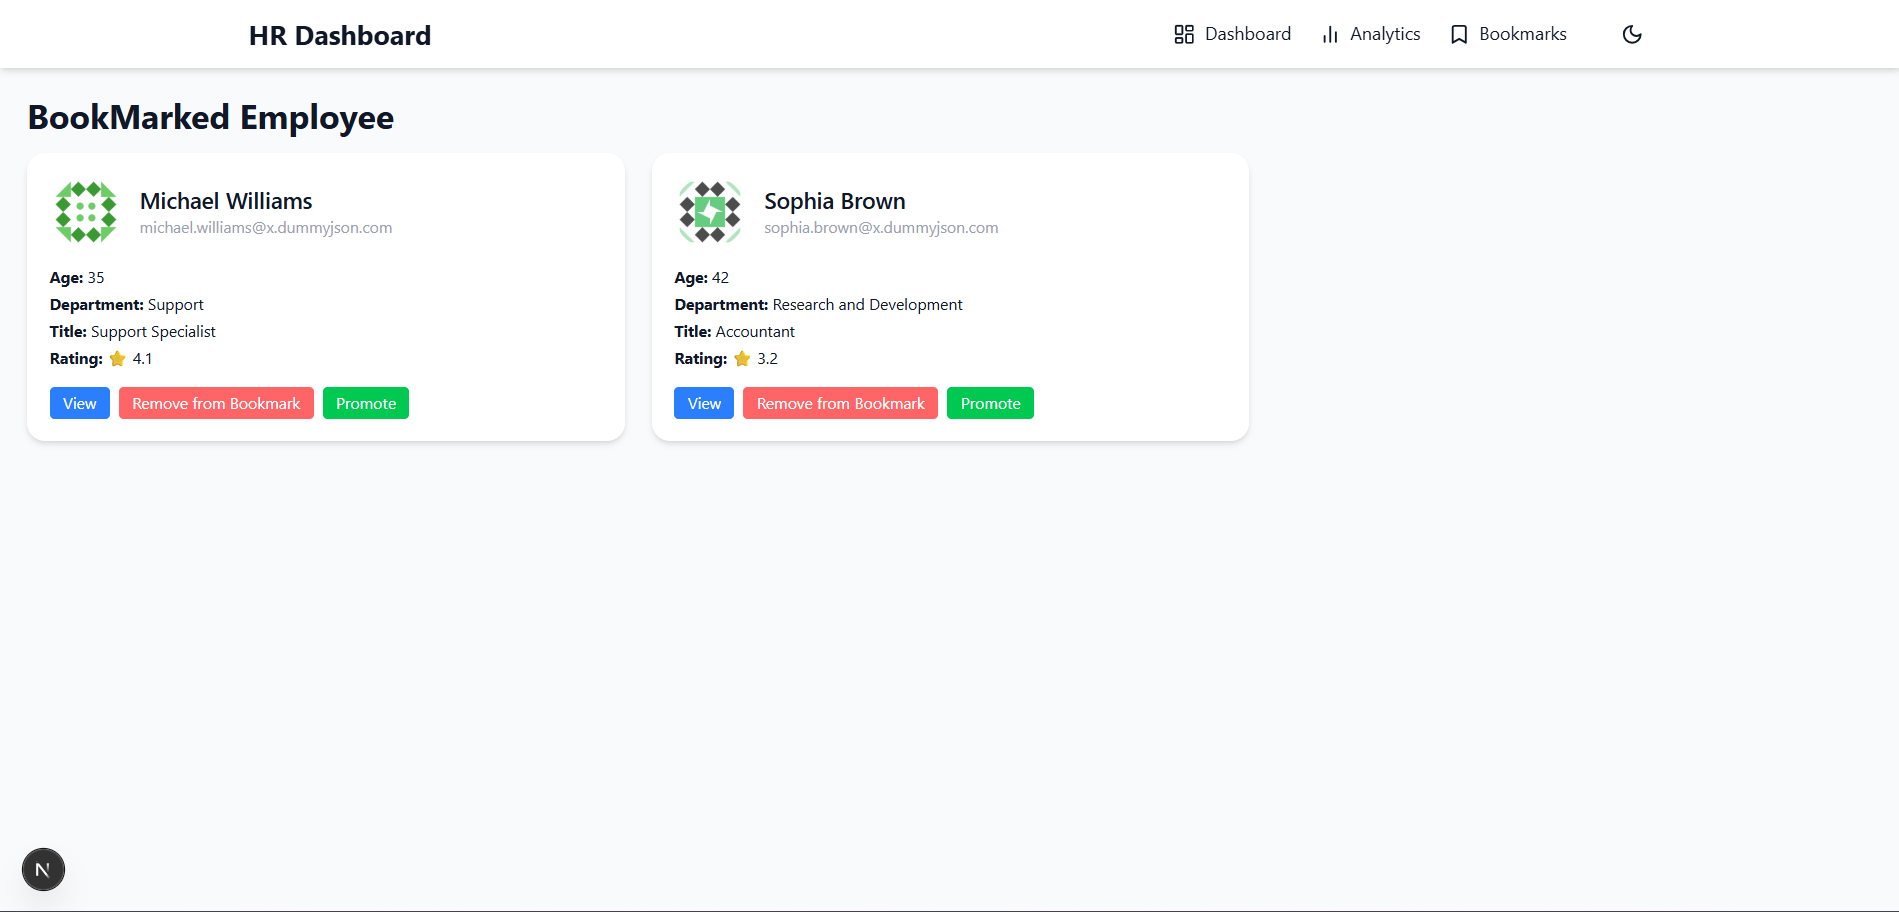 HR Dashboard
Dashboard
Analytics
Bookmarks
BookMarked Employee
Michael Williams
michael.williams@x.dummyjson.com
Age: 35
Department: Support
Title: Support Specialist
Rating: ⭐ 4.1
View
Remove from Bookmark
Promote
Sophia Brown
sophia.brown@x.dummyjson.com
Age: 42
Department: Research and Development
Title: Accountant
Rating: ⭐ 3.2
View
Remove from Bookmark
Promote
N